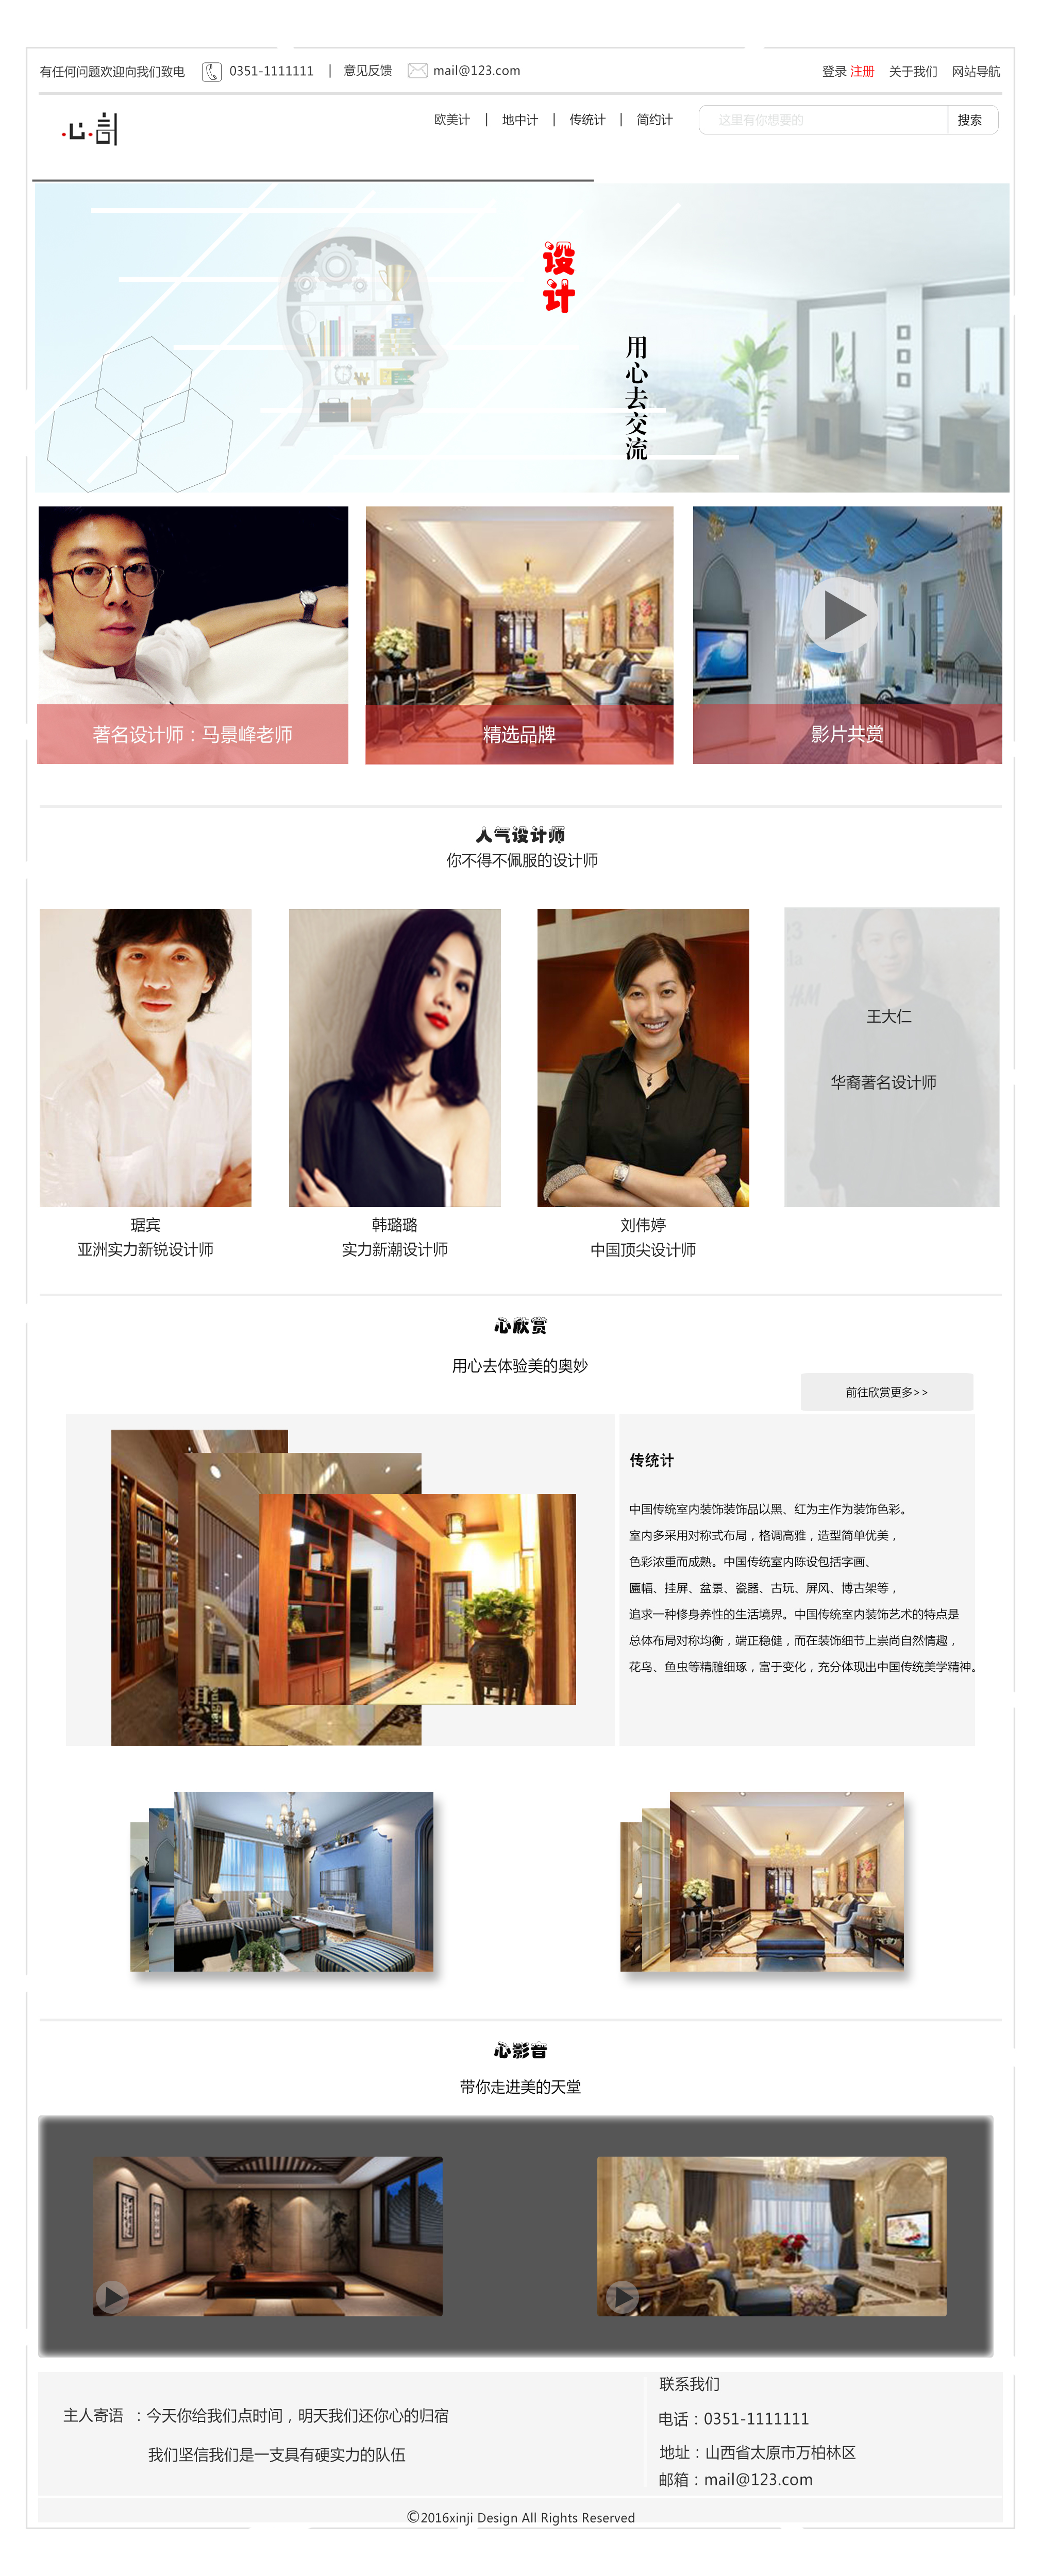 有任何问题欢迎向我们致电 0351-1111111 | 意见反馈 mail@123.com 登录 注册 关于我们 网站导航
心計
欧美计 | 地中计 | 传统计 | 简约计 这里有你想要的 搜索
设计
用心去交流
著名设计师：马景峰老师
精选品牌
影片共赏
人气设计师
你不得不佩服的设计师
王大仁
华裔著名设计师
琚宾
亚洲实力新锐设计师
韩璐璐
实力新潮设计师
刘伟婷
中国顶尖设计师
心欣赏
用心去体验美的奥妙
前往欣赏更多>>
传统计
中国传统室内装饰装饰品以黑、红为主作为装饰色彩。
室内多采用对称式布局，格调高雅，造型简单优美，
色彩浓重而成熟。中国传统室内陈设包括字画、
匾幅、挂屏、盆景、瓷器、古玩、屏风、博古架等，
追求一种修身养性的生活境界。中国传统室内装饰艺术的特点是
总体布局对称均衡，端正稳健，而在装饰细节上崇尚自然情趣，
花鸟、鱼虫等精雕细琢，富于变化，充分体现出中国传统美学精神。
心影音
带你走进美的天堂
主人寄语 ：今天你给我们点时间，明天我们还你心的归宿
我们坚信我们是一支具有硬实力的队伍
联系我们
电话：0351-1111111
地址：山西省太原市万柏林区
邮箱：mail@123.com
©2016xinji Design All Rights Reserved